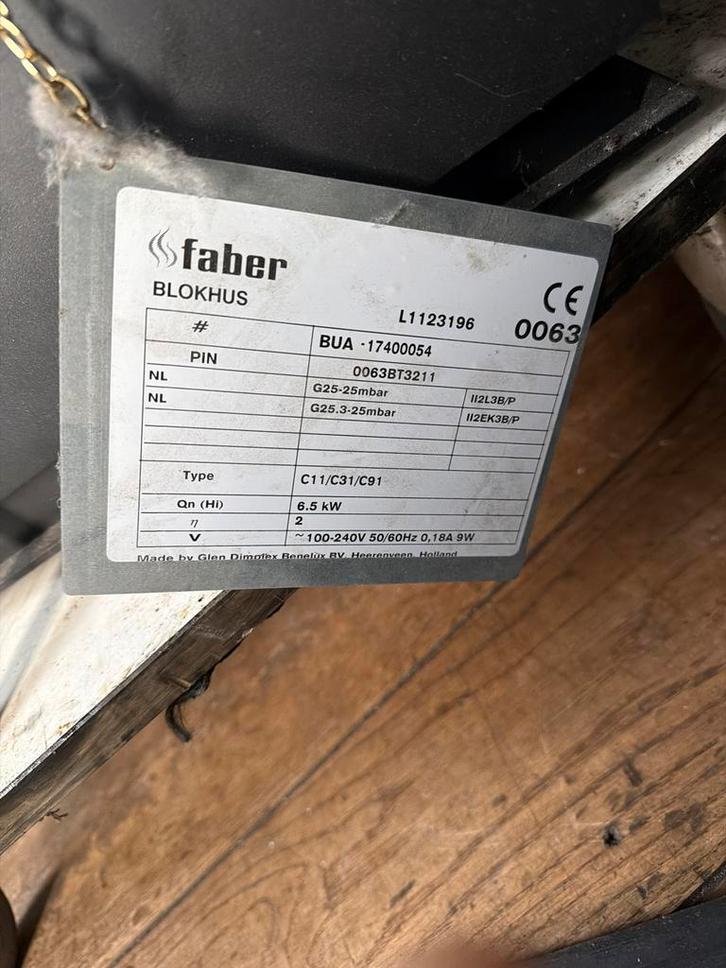 faber
BLOKHUS
L1123196
CE
0063
# BUA -17400054
PIN 0063BT3211
NL G25-25mbar II2L3B/P
NL G25.3-25mbar II2EK3B/P
Type C11/C31/C91
Qn (Hi) 6.5 kW
η 2
V ~100-240V 50/60Hz 0,18A 9W
Made by Glen Dimplex Benelux BV, Heerenveen, Holland